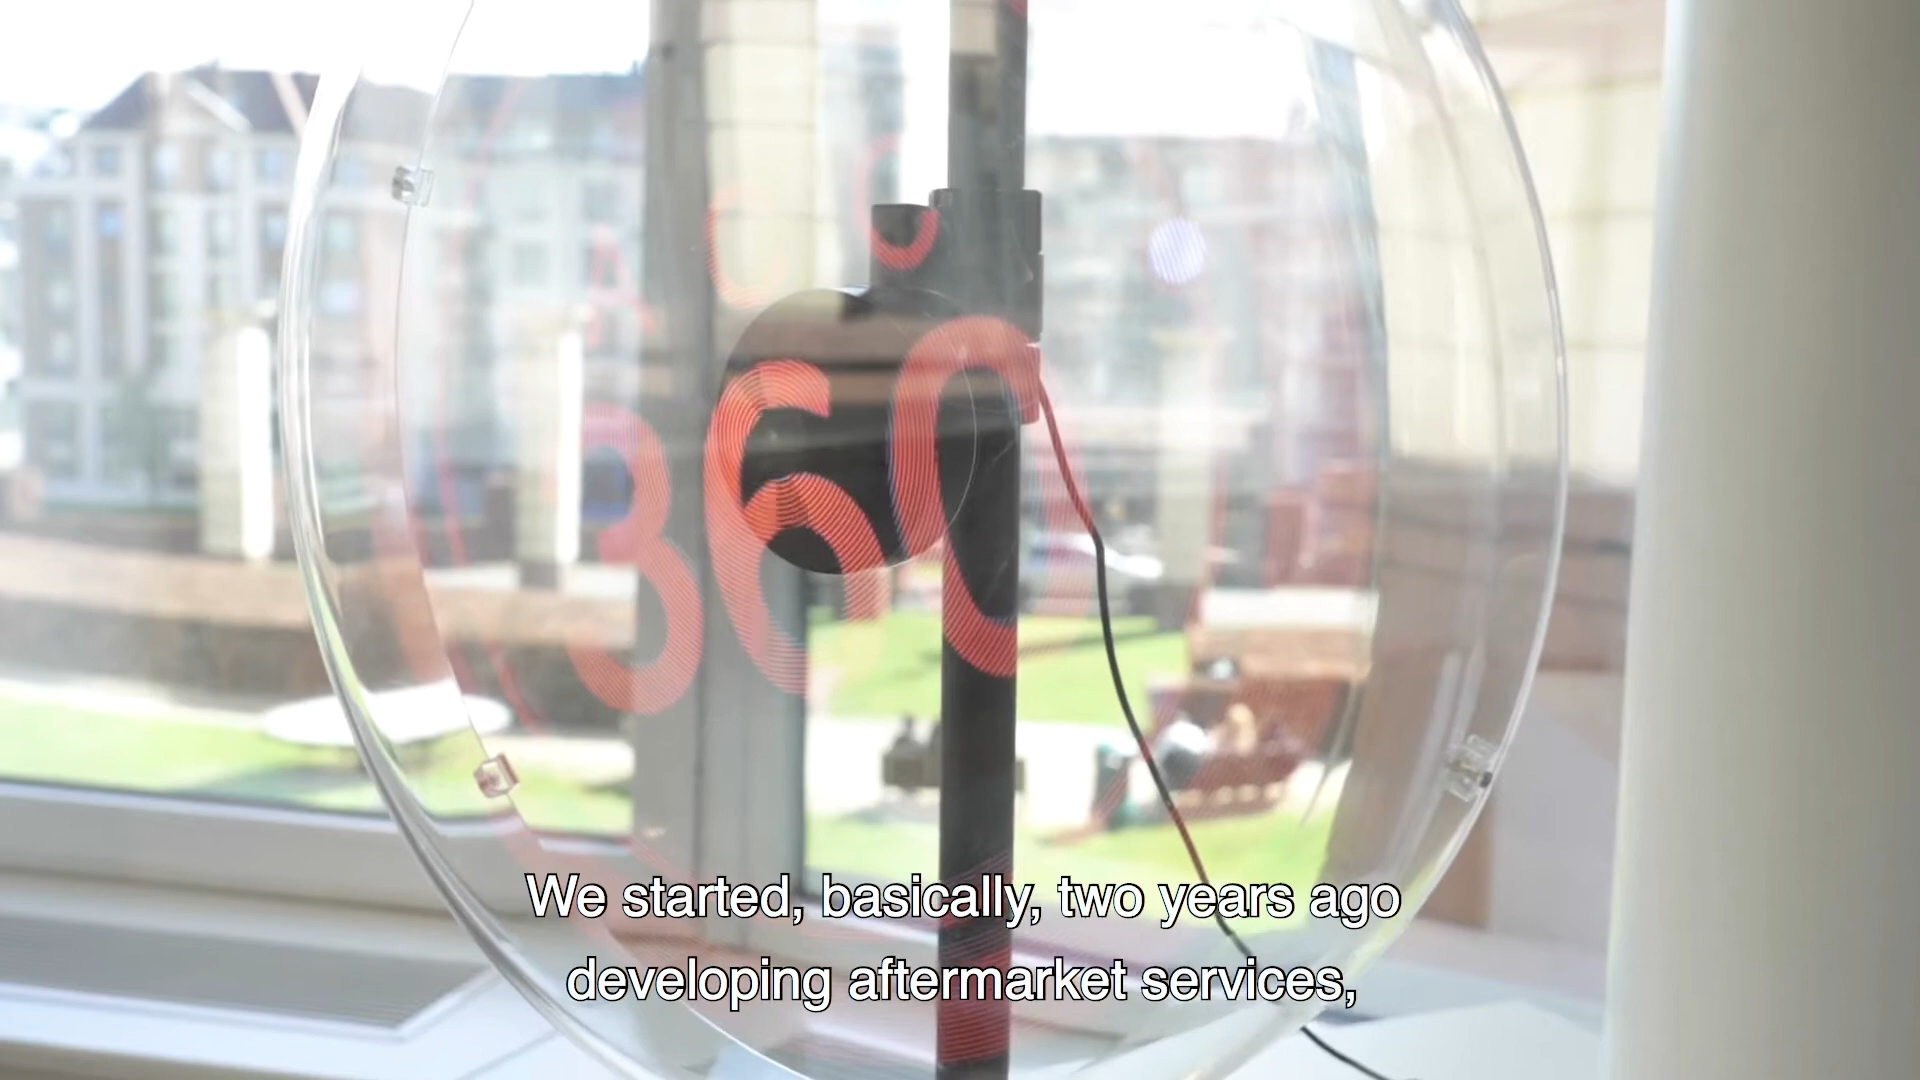 360
We started, basically, two years ago
developing aftermarket services,